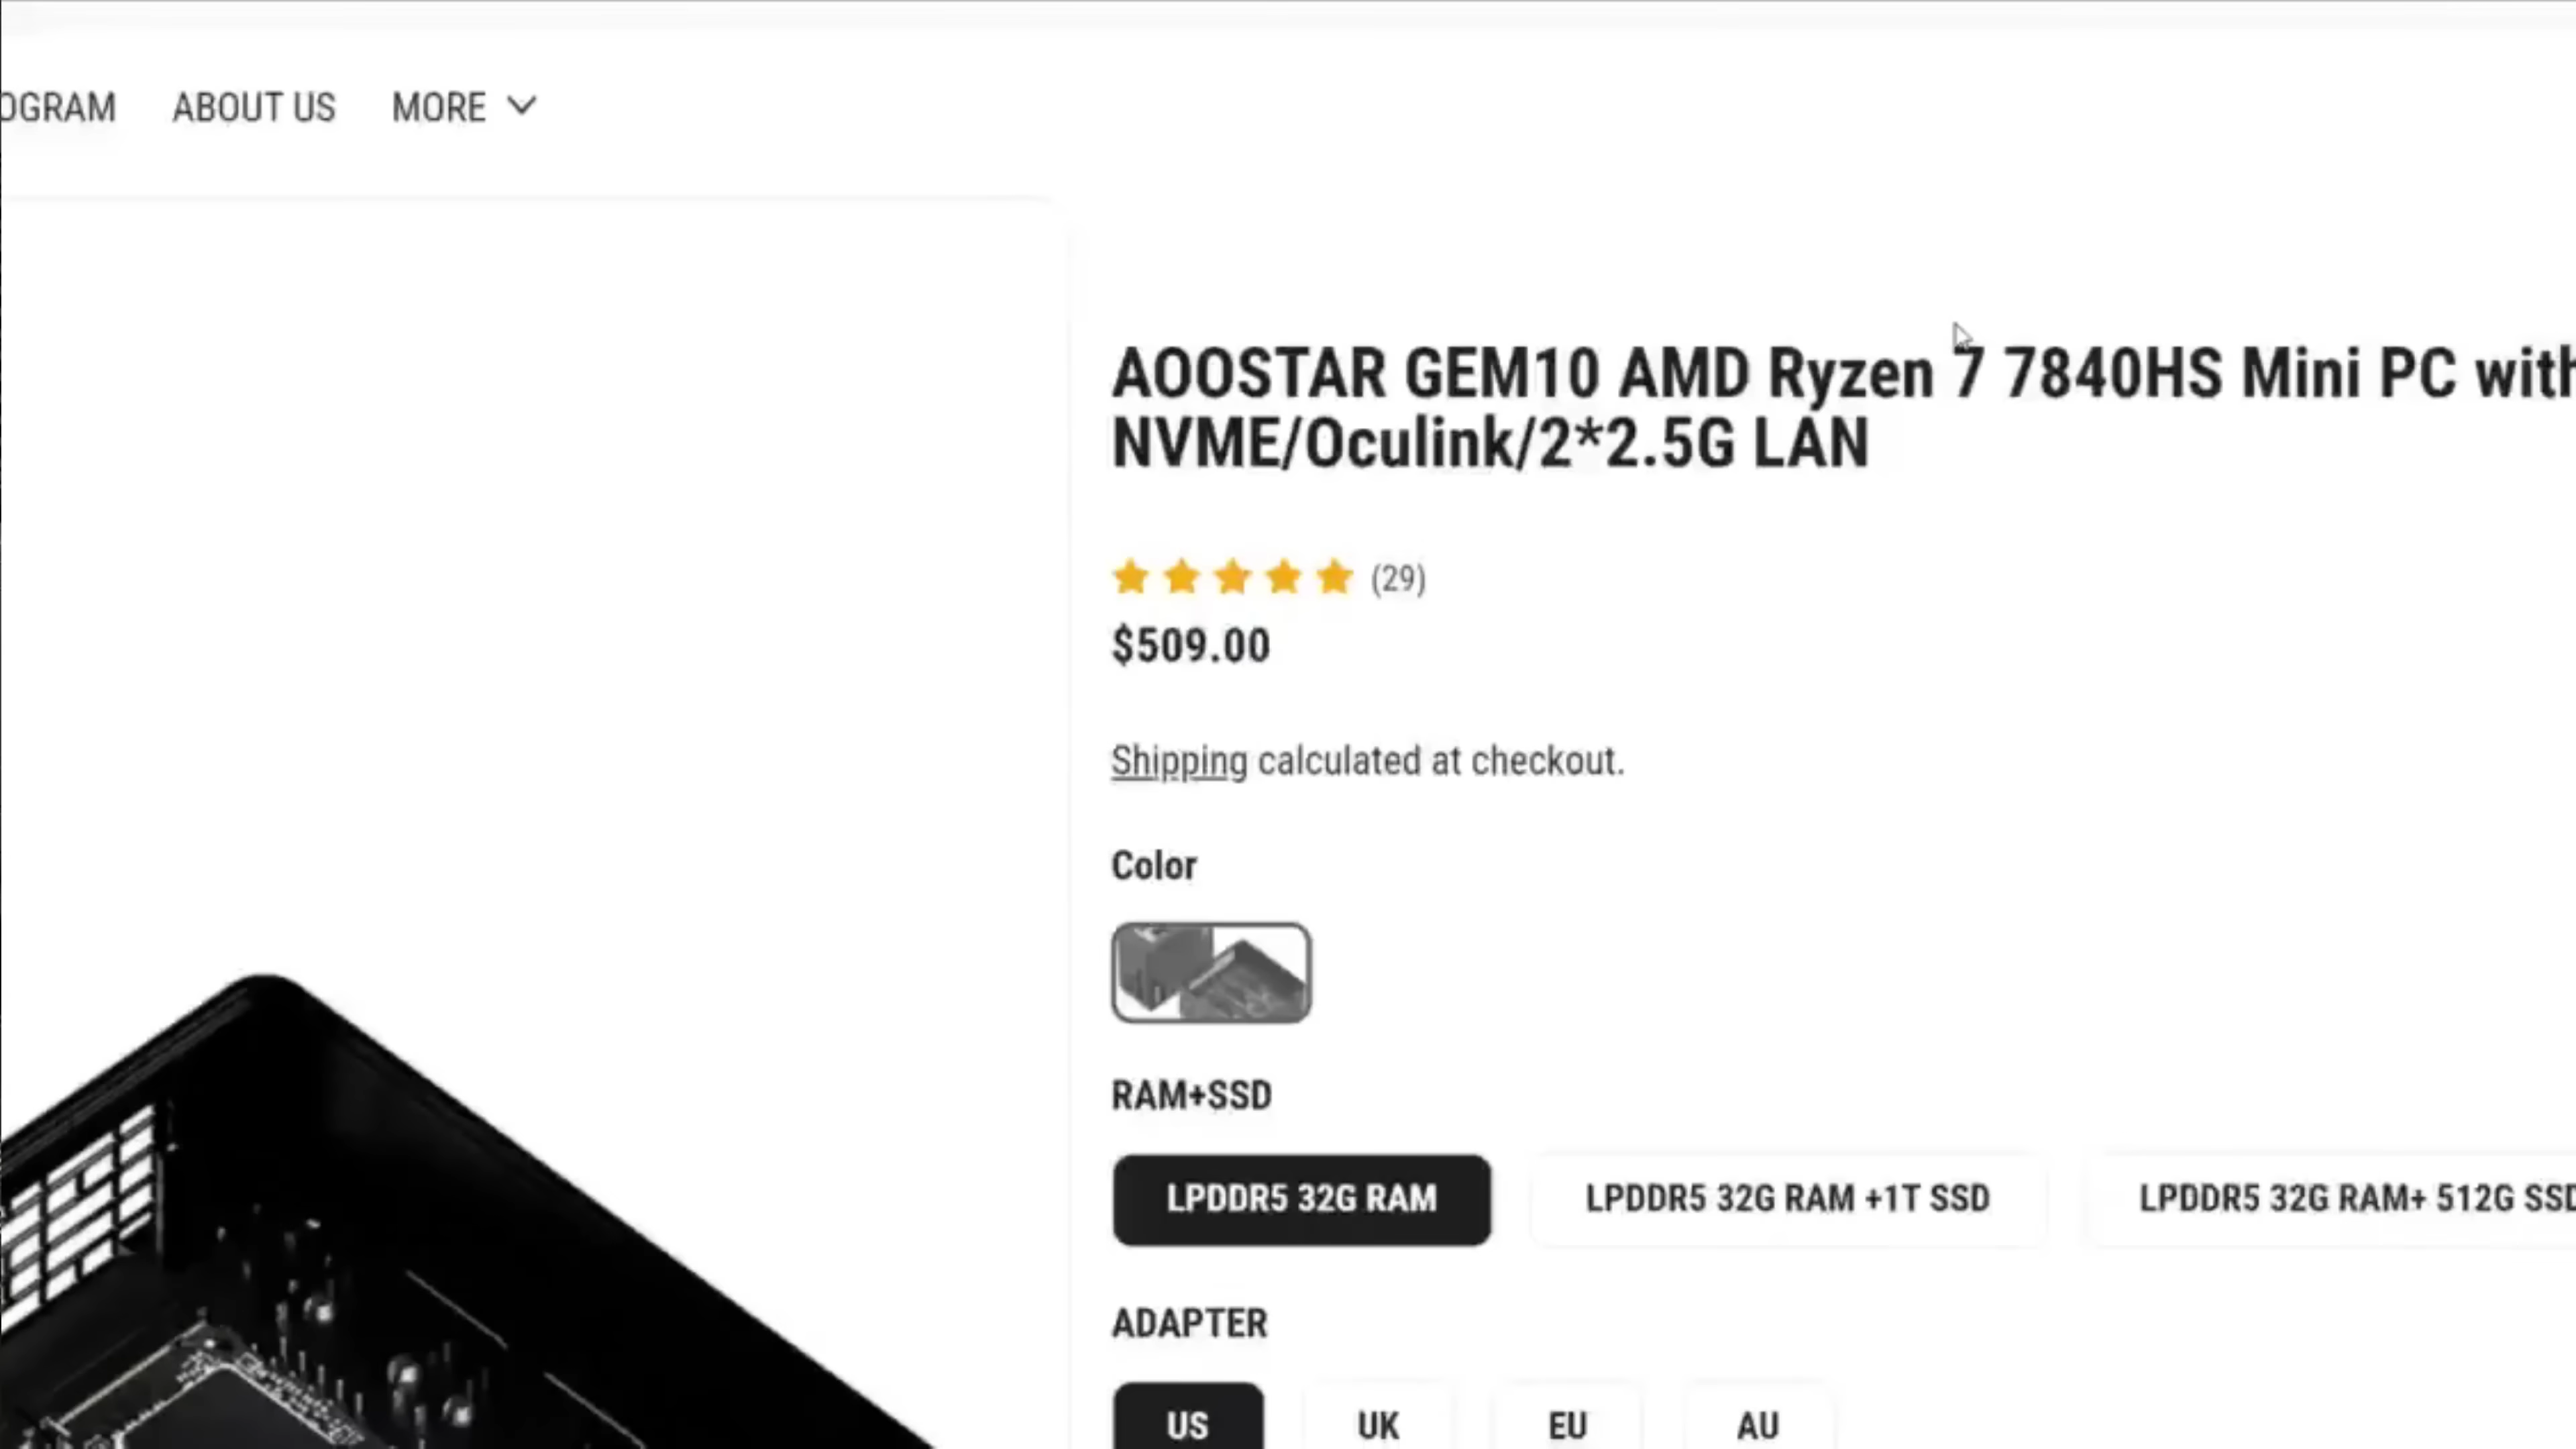 OGRAM ABOUT US MORE
AOOSTAR GEM10 AMD Ryzen 7 7840HS Mini PC with
NVME/Oculink/2*2.5G LAN
(29)
$509.00
Shipping calculated at checkout.
Color
RAM+SSD
LPDDR5 32G RAM LPDDR5 32G RAM +1T SSD LPDDR5 32G RAM+ 512G SSD
ADAPTER
US UK EU AU